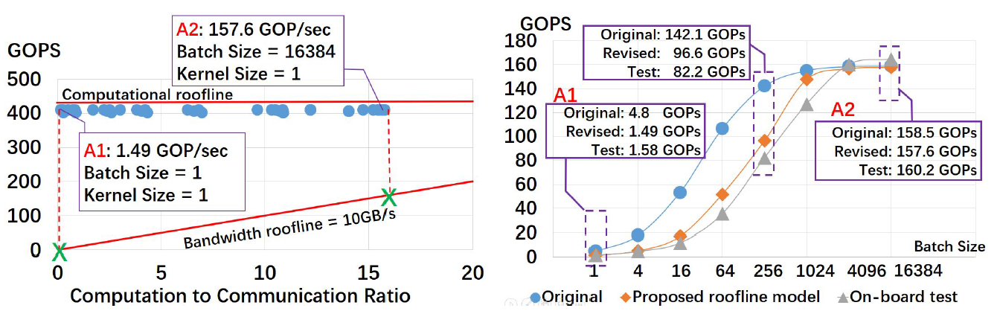 GOPS
500
400
300
200
100
0
Computational roofline
A2: 157.6 GOP/sec
Batch Size = 16384
Kernel Size = 1
A1: 1.49 GOP/sec
Batch Size = 1
Kernel Size = 1
X
X
Bandwidth roofline = 10GB/s
0 5 10 15 20
Computation to Communication Ratio
GOPS
180
160
140
120
100
80
60
40
20
0
Original: 142.1 GOPs
Revised: 96.6 GOPs
Test: 82.2 GOPs
A1
Original: 4.8 GOPs
Revised: 1.49 GOPs
Test: 1.58 GOPs
A2
Original: 158.5 GOPs
Revised: 157.6 GOPs
Test: 160.2 GOPs
Batch Size
1 4 16 64 256 1024 4096 16384
Original Proposed roofline model On-board test